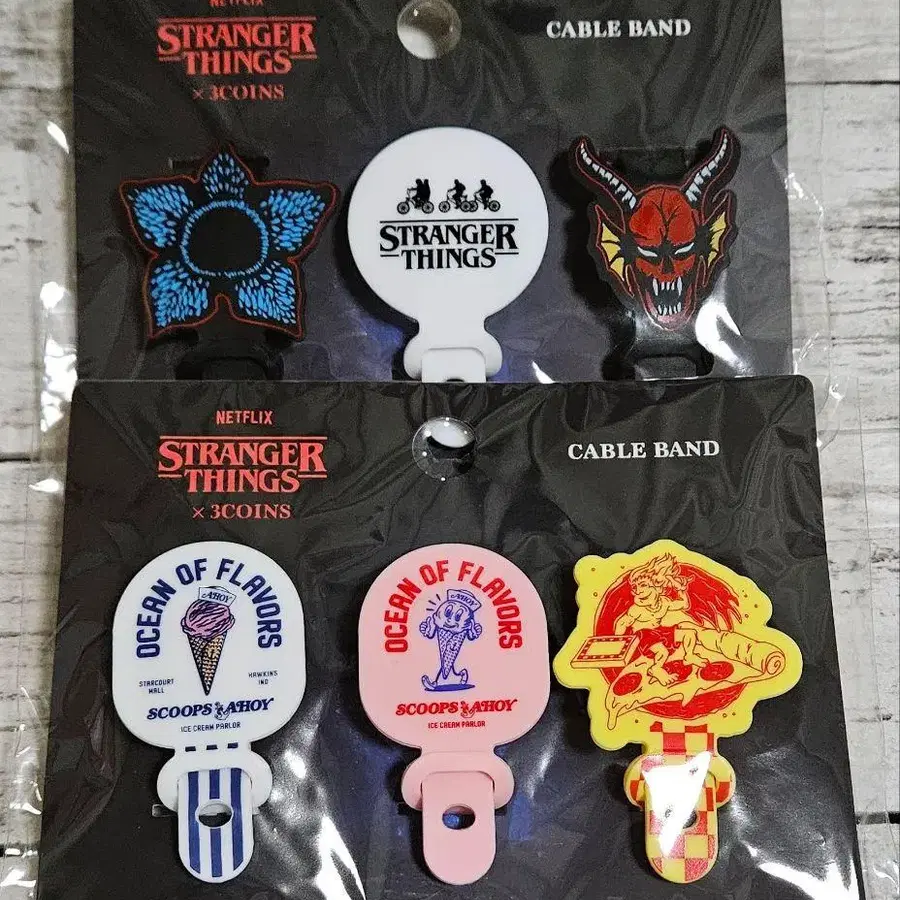 NETFLIX
STRANGER
THINGS
× 3COINS
CABLE BAND
STRANGER
THINGS
NETFLIX
STRANGER
THINGS
× 3COINS
CABLE BAND
OCEAN OF FLAVORS
AHOY
STARCOURT
MALL
HAWKINS
IND
SCOOPS AHOY
ICE CREAM PARLOR
OCEAN OF FLAVORS
AHOY
SCOOPS AHOY
ICE CREAM PARLOR